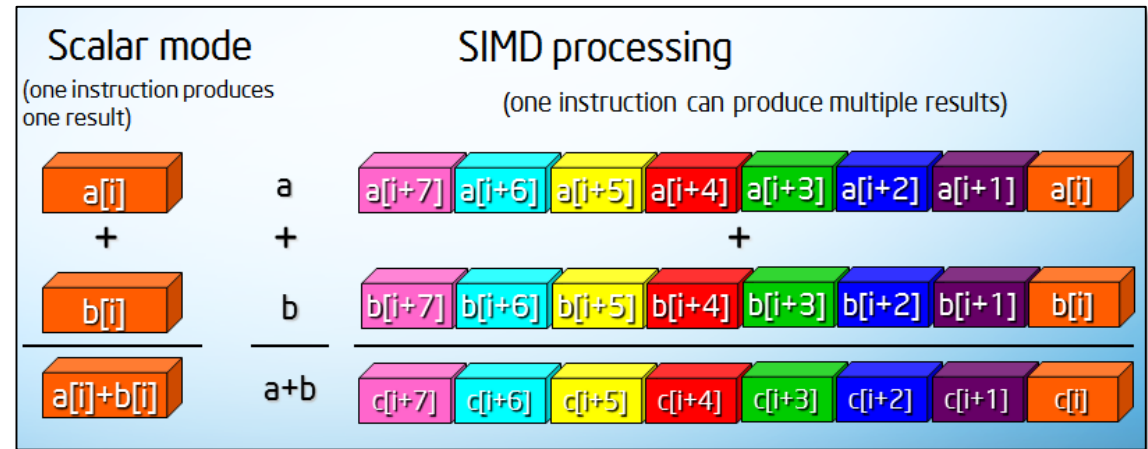 Scalar mode
(one instruction produces
one result)
SIMD processing
(one instruction can produce multiple results)
a[i]
a
a[i+7] a[i+6] a[i+5] a[i+4] a[i+3] a[i+2] a[i+1] a[i]
+
+
+
b[i]
b
b[i+7] b[i+6] b[i+5] b[i+4] b[i+3] b[i+2] b[i+1] b[i]
a[i]+b[i]
a+b
c[i+7] c[i+6] c[i+5] c[i+4] c[i+3] c[i+2] c[i+1] c[i]